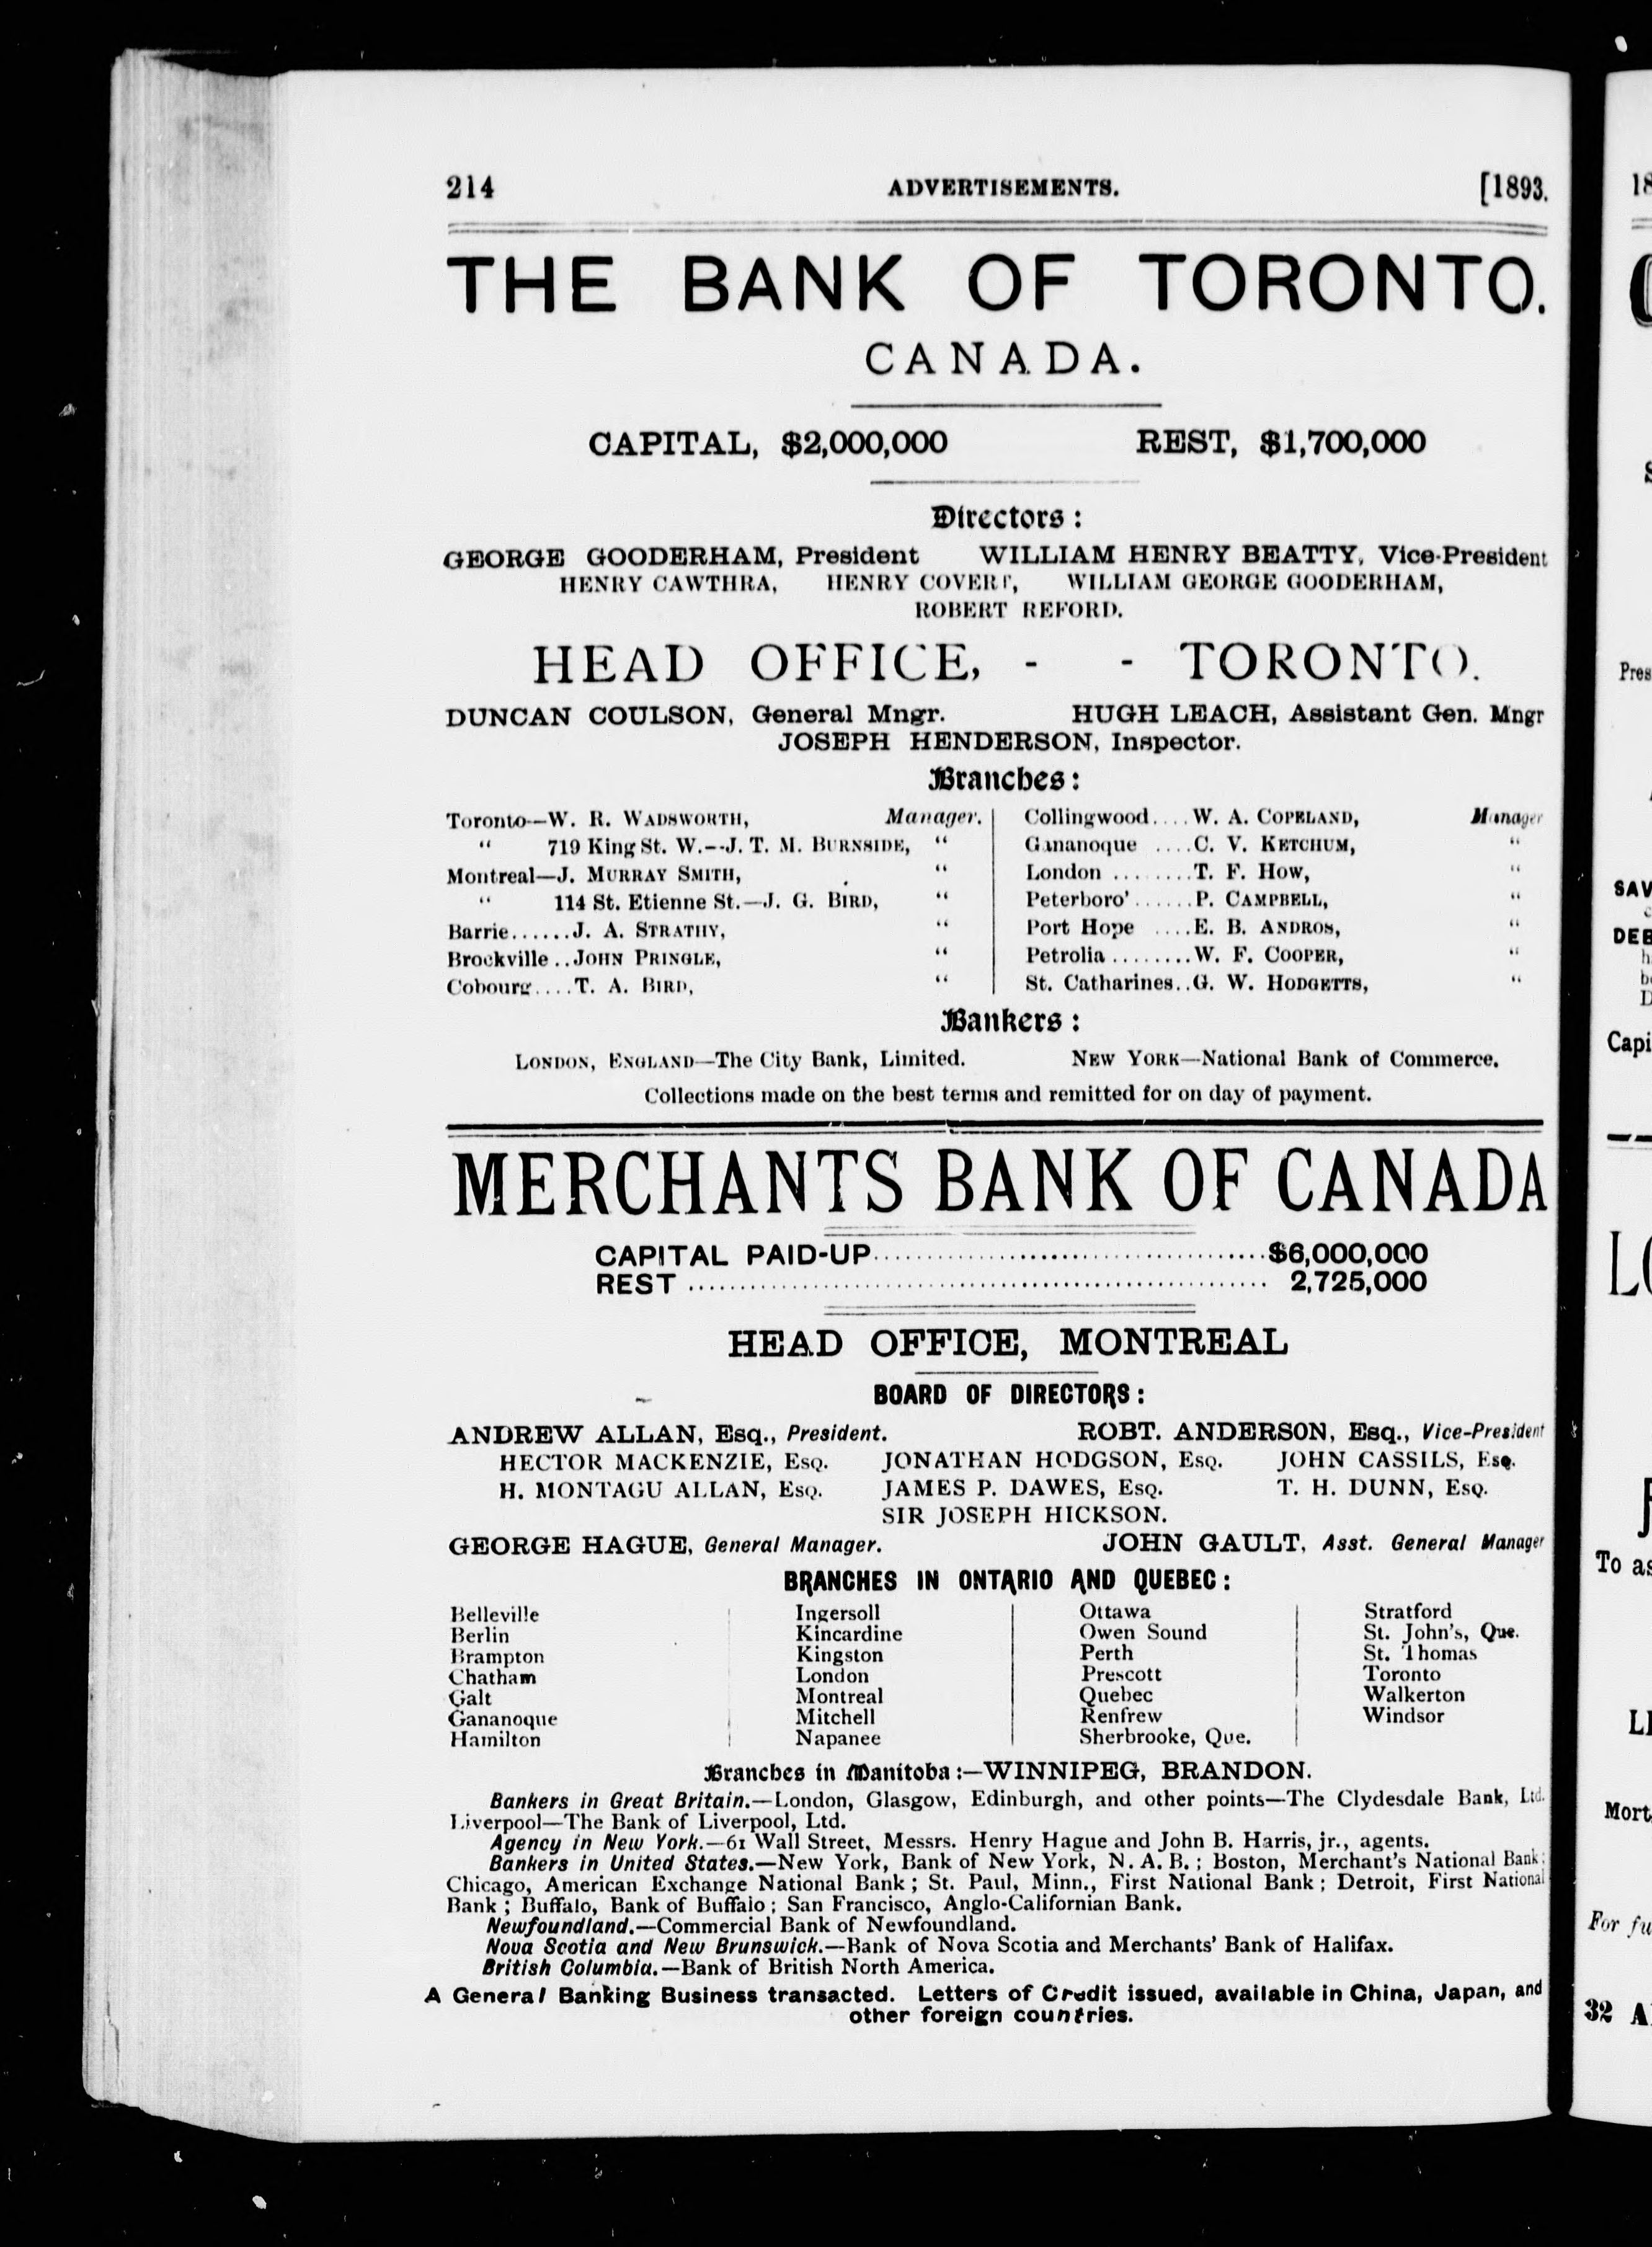 214 ADVERTISEMENTS. [1893.
THE BANK OF TORONTO.
CANADA.
CAPITAL, $2,000,000 REST, $1,700,000
Directors:
GEORGE GOODERHAM, President WILLIAM HENRY BEATTY, Vice-President
HENRY CAWTHRA, HENRY COVERT, WILLIAM GEORGE GOODERHAM,
ROBERT REFORD.
HEAD OFFICE, - - TORONTO.
DUNCAN COULSON, General Mngr. HUGH LEACH, Assistant Gen. Mngr
JOSEPH HENDERSON, Inspector.
Branches:
Toronto—W. R. WADSWORTH, Manager.
" 719 King St. W.--J. T. M. BURNSIDE, "
Montreal—J. MURRAY SMITH, "
" 114 St. Etienne St.—J. G. BIRD, "
Barrie......J. A. STRATHY, "
Brockville..JOHN PRINGLE, "
Cobourg....T. A. BIRD, "
Collingwood....W. A. COPELAND, Manager
Gananoque ....C. V. KETCHUM, "
London ........T. F. HOW, "
Peterboro'......P. CAMPBELL, "
Port Hope ....E. B. ANDROS, "
Petrolia........W. F. COOPER, "
St. Catharines..G. W. HODGETTS, "
Bankers:
LONDON, ENGLAND—The City Bank, Limited. NEW YORK—National Bank of Commerce.
Collections made on the best terms and remitted for on day of payment.
MERCHANTS BANK OF CANADA
CAPITAL PAID-UP........................................$6,000,000
REST ........................................................ 2,725,000
HEAD OFFICE, MONTREAL
BOARD OF DIRECTORS:
ANDREW ALLAN, Esq., President. ROBT. ANDERSON, Esq., Vice-President
HECTOR MACKENZIE, ESQ. JONATHAN HODGSON, ESQ. JOHN CASSILS, ESQ.
H. MONTAGU ALLAN, ESQ. JAMES P. DAWES, ESQ. T. H. DUNN, ESQ.
SIR JOSEPH HICKSON.
GEORGE HAGUE, General Manager. JOHN GAULT, Asst. General Manager
BRANCHES IN ONTARIO AND QUEBEC:
Belleville Ingersoll Ottawa Stratford
Berlin Kincardine Owen Sound St. John's, Que.
Brampton Kingston Perth St. Thomas
Chatham London Prescott Toronto
Galt Montreal Quebec Walkerton
Gananoque Mitchell Renfrew Windsor
Hamilton Napanee Sherbrooke, Que.
Branches in Manitoba:—WINNIPEG, BRANDON.
Bankers in Great Britain.—London, Glasgow, Edinburgh, and other points—The Clydesdale Bank, Ltd.
Liverpool—The Bank of Liverpool, Ltd.
Agency in New York.—61 Wall Street, Messrs. Henry Hague and John B. Harris, jr., agents.
Bankers in United States.—New York, Bank of New York, N. A. B.; Boston, Merchant's National Bank;
Chicago, American Exchange National Bank; St. Paul, Minn., First National Bank; Detroit, First National
Bank; Buffalo, Bank of Buffalo; San Francisco, Anglo-Californian Bank.
Newfoundland.—Commercial Bank of Newfoundland.
Nova Scotia and New Brunswick.—Bank of Nova Scotia and Merchants' Bank of Halifax.
British Columbia.—Bank of British North America.
A General Banking Business transacted. Letters of Credit issued, available in China, Japan, and
other foreign countries.